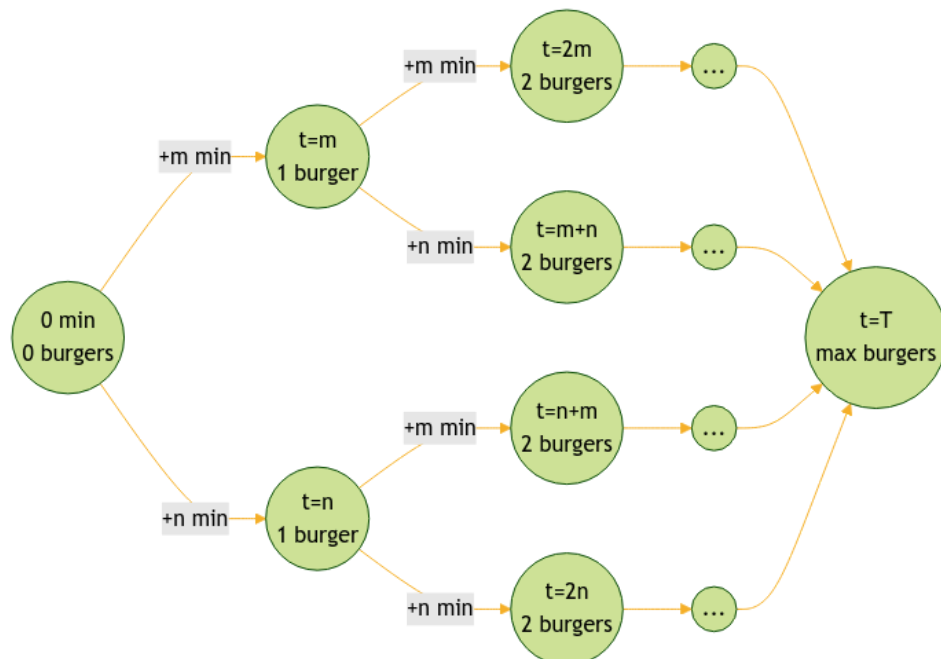 0 min
0 burgers
+m min
+n min
t=m
1 burger
t=n
1 burger
+m min
+n min
+m min
+n min
t=2m
2 burgers
t=m+n
2 burgers
t=n+m
2 burgers
t=2n
2 burgers
...
...
...
...
t=T
max burgers